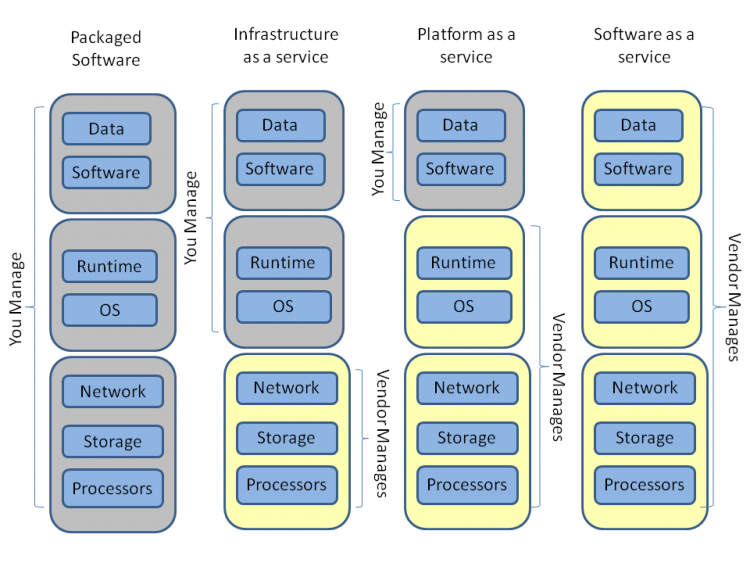 Packaged
Software
Infrastructure
as a service
Platform as a
service
Software as a
service
You Manage
Data
Software
Runtime
OS
Network
Storage
Processors
You Manage
Data
Software
Runtime
OS
Network
Storage
Processors
Vendor Manages
You Manage
Data
Software
Runtime
OS
Network
Storage
Processors
Vendor Manages
Data
Software
Runtime
OS
Network
Storage
Processors
Vendor Manages